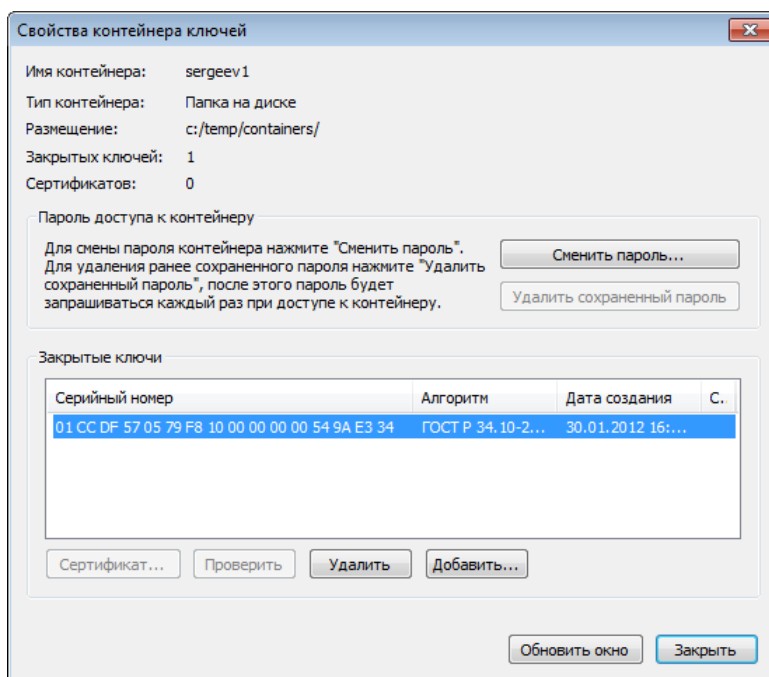 Свойства контейнера ключей
Имя контейнера: sergeev1
Тип контейнера: Папка на диске
Размещение: c:/temp/containers/
Закрытых ключей: 1
Сертификатов: 0
Пароль доступа к контейнеру
Для смены пароля контейнера нажмите "Сменить пароль".
Для удаления ранее сохраненного пароля нажмите "Удалить
сохраненный пароль", после этого пароль будет
запрашиваться каждый раз при доступе к контейнеру.
Сменить пароль...
Удалить сохраненный пароль
Закрытые ключи
Серийный номер Алгоритм Дата создания С.
01 CC DF 57 05 79 F8 10 00 00 00 00 54 9A E3 34 ГОСТ Р 34.10-2... 30.01.2012 16:...
Сертификат... Проверить Удалить Добавить...
Обновить окно Закрыть